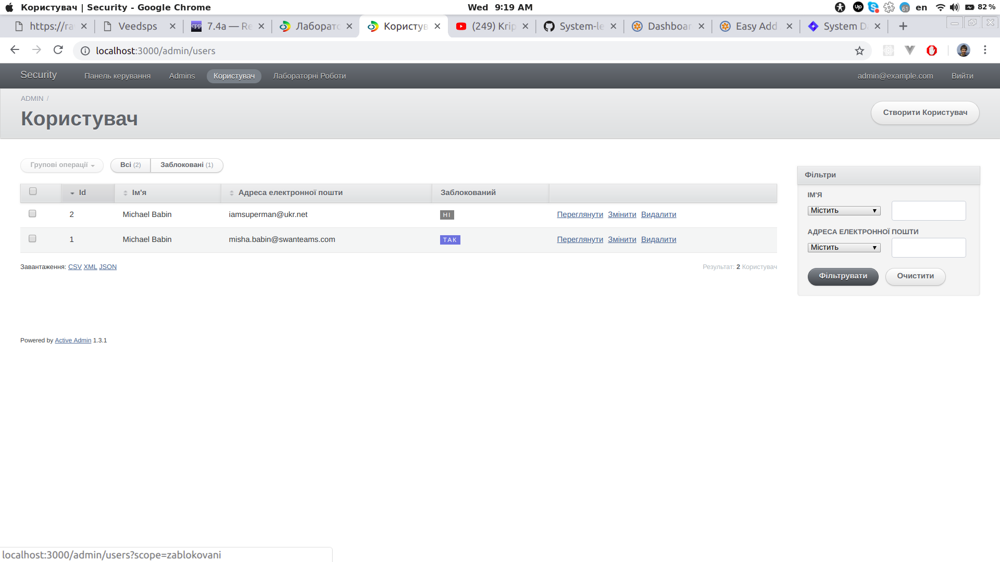 Користувач | Security - Google Chrome
Wed 9:19 AM
Up
61
en
82 %
https://ra
Veedsps
cpp
7.4a — Re
Лаборато
Користув
(249) Krip
System-le
Dashboar
Easy Add
System D
localhost:3000/admin/users
Security
Панель керування
Admins
Користувач
Лабораторні Роботи
admin@example.com
Вийти
ADMIN /
Користувач
Створити Користувач
Групові операції
Всі (2)
Заблоковані (1)
Id
Ім'я
Адреса електронної пошти
Заблокований
2 Michael Babin iamsuperman@ukr.net НІ Переглянути Змінити Видалити
1 Michael Babin misha.babin@swanteams.com ТАК Переглянути Змінити Видалити
Завантаження: CSV XML JSON
Результат: 2 Користувач
Фільтри
ІМ'Я
Містить
АДРЕСА ЕЛЕКТРОННОЇ ПОШТИ
Містить
Фільтрувати
Очистити
Powered by Active Admin 1.3.1
localhost:3000/admin/users?scope=zablokovani